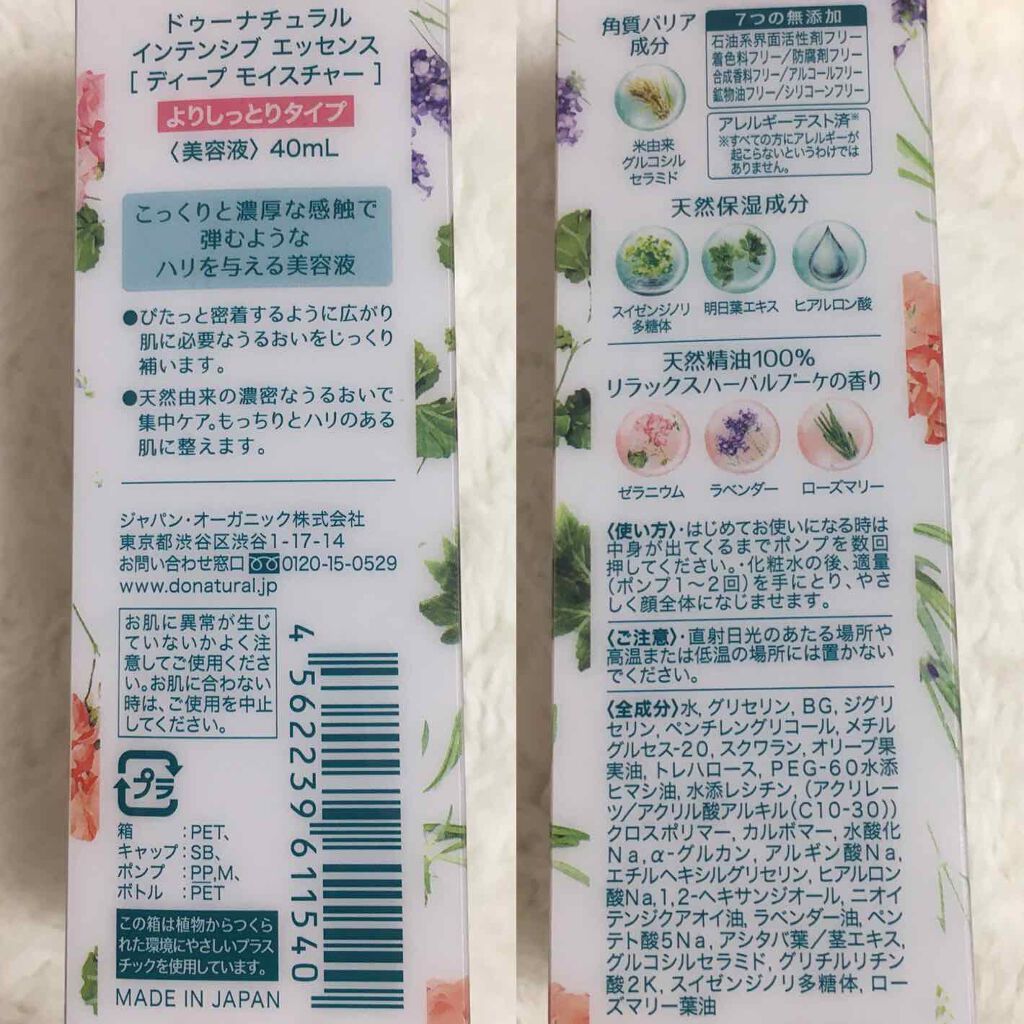 ドゥーナチュラル
インテンシブ エッセンス
[ ディープ モイスチャー ]
よりしっとりタイプ
〈美容液〉 40mL
こっくりと濃厚な感触で
弾むような
ハリを与える美容液
●ぴたっと密着するように広がり
肌に必要なうるおいをじっくり
補います。
●天然由来の濃密なうるおいで
集中ケア。もっちりとハリのある
肌に整えます。
ジャパン・オーガニック株式会社
東京都渋谷区渋谷1-17-14
お問い合わせ窓口 0120-15-0529
www.donatural.jp
お肌に異常が生じ
ていないかよく注
意してご使用くださ
い。お肌に合わない
時は、ご使用を中止
してください。
プラ
箱 :PET、
キャップ:SB、
ポンプ :PP,M、
ボトル :PET
この箱は植物からつくら
れた環境にやさしいプラス
チックを使用しています。
MADE IN JAPAN
4562239611540
角質バリア
成分
米由来
グルコシル
セラミド
7つの無添加
石油系界面活性剤フリー
着色料フリー/防腐剤フリー
合成香料フリー/アルコールフリー
鉱物油フリー/シリコーンフリー
アレルギーテスト済※
※すべての方にアレルギーが
起こらないというわけでは
ありません。
天然保湿成分
スイゼンジノリ
多糖体
明日葉エキス
ヒアルロン酸
天然精油100%
リラックスハーバルブーケの香り
ゼラニウム
ラベンダー
ローズマリー
〈使い方〉・はじめてお使いになる時は
中身が出てくるまでポンプを数回
押してください。・化粧水の後、適量
(ポンプ1〜2回)を手にとり、やさ
しく顔全体になじませます。
〈ご注意〉・直射日光のあたる場所や
高温または低温の場所には置かない
でください。
〈全成分〉水, グリセリン, BG, ジグリ
セリン, ペンチレングリコール, メチル
グルセス-20, スクワラン, オリーブ果
実油, トレハロース, PEG-60水添
ヒマシ油, 水添レシチン, (アクリレー
ツ/アクリル酸アルキル(C10-30))
クロスポリマー, カルボマー, 水酸化
Na, α-グルカン, アルギン酸Na,
エチルヘキシルグリセリン, ヒアルロン
酸Na, 1,2-ヘキサンジオール, ニオイ
テンジクアオイ油, ラベンダー油, ペン
テト酸5Na, アシタバ葉/茎エキス,
グルコシルセラミド, グリチルリチン
酸2K, スイゼンジノリ多糖体, ロー
ズマリー葉油